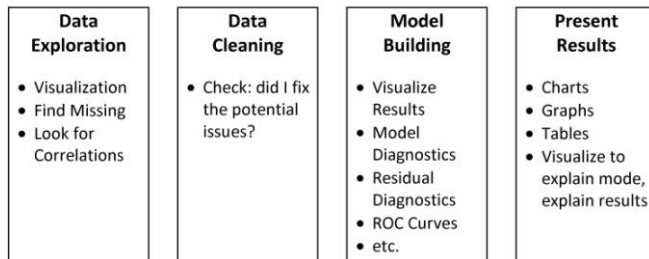 Data
Exploration
• Visualization
• Find Missing
• Look for
Correlations
Data
Cleaning
• Check: did I fix
the potential
issues?
Model
Building
• Visualize
Results
• Model
Diagnostics
• Residual
Diagnostics
• ROC Curves
• etc.
Present
Results
• Charts
• Graphs
• Tables
• Visualize to
explain mode,
explain results